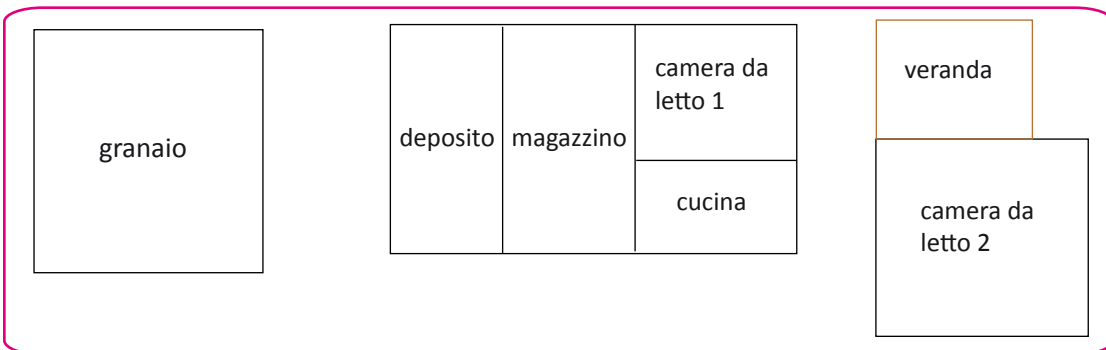 granaio
deposito
magazzino
camera da
letto 1
cucina
veranda
camera da
letto 2